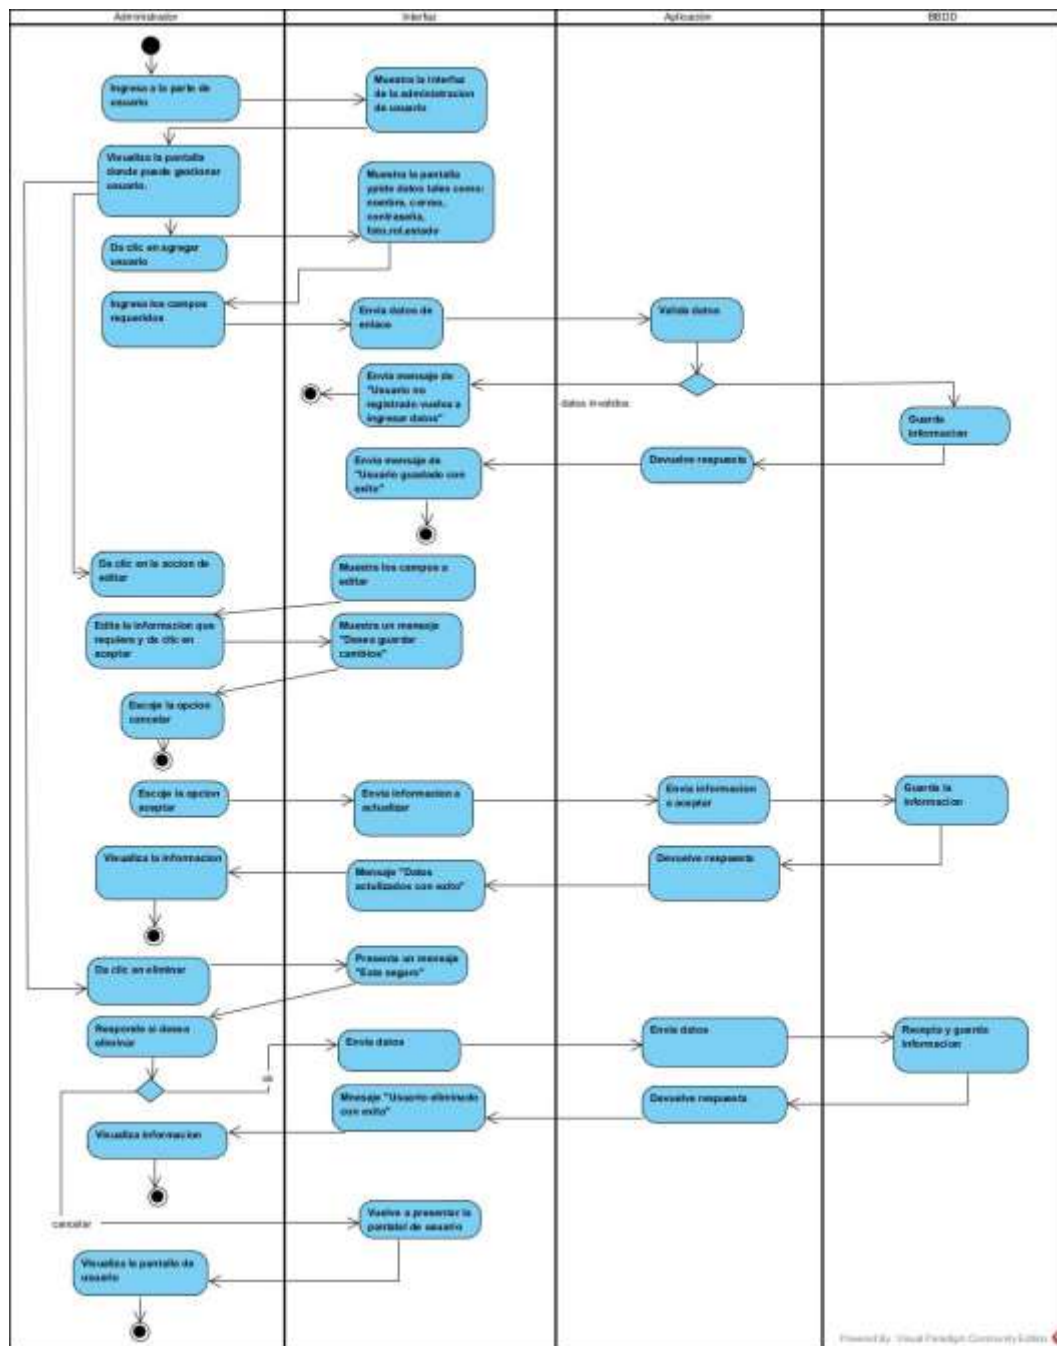 Administrador
Interfaz
Aplicación
BBDD
Ingresa a la parte de
usuario
Muestra la interfaz
de la administracion
de usuario
Visualiza la pantalla
donde puede gestionar
usuario.
Muestra la pantalla
ypide datos tales como:
nombre, correo,
contraseña,
foto,rol,estado
Da clic en agregar
usuario
Ingresa los campos
requeridos
Envia datos de
enlace
Valida datos
Envia mensaje de
"Usuario no
registrado vuelva a
ingresar datos"
datos invalidos
Guarda
informacion
Envia mensaje de
"Usuario guadado con
exito"
Devuelve respuesta
Da clic en la accion de
editar
Muestra los campos a
editar
Edita la informacion que
requiera y da clic en
aceptar
Muestra un mensaje
"Desea guardar
cambios"
Escoje la opcion
cancelar
Escoje la opcion
aceptar
Envia informacion a
actualizar
Envia informacion
a aceptar
Guarda la
informacion
Visualiza la informacion
Mensaje "Datos
actulizados con exito"
Devuelve respuesta
Da clic en eliminar
Presenta un mensaje
"Esta seguro"
Responde si desea
eliminar
Envia datos
Envia datos
Recepta y guarda
informacion
ok
Mensaje "Usuario eliminado
con exito"
Devuelve respuesta
Visualiza informacion
cancelar
Vuelve a presentar la
de usuario
Visualiza la pantalla de
usuario
Powered By Visual Paradigm Community Edition